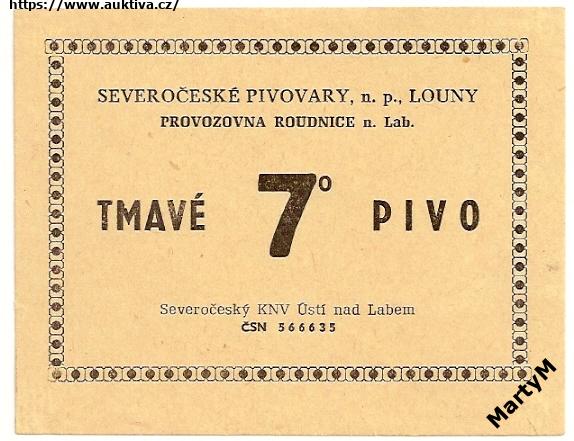 https://www.auktiva.cz/
SEVEROČESKÉ PIVOVARY, n. p., LOUNY
PROVOZOVNA ROUDNICE n. Lab.
TMAVÉ 7° PIVO
Severočeský KNV Ústí nad Labem
ČSN 566635
MartyM